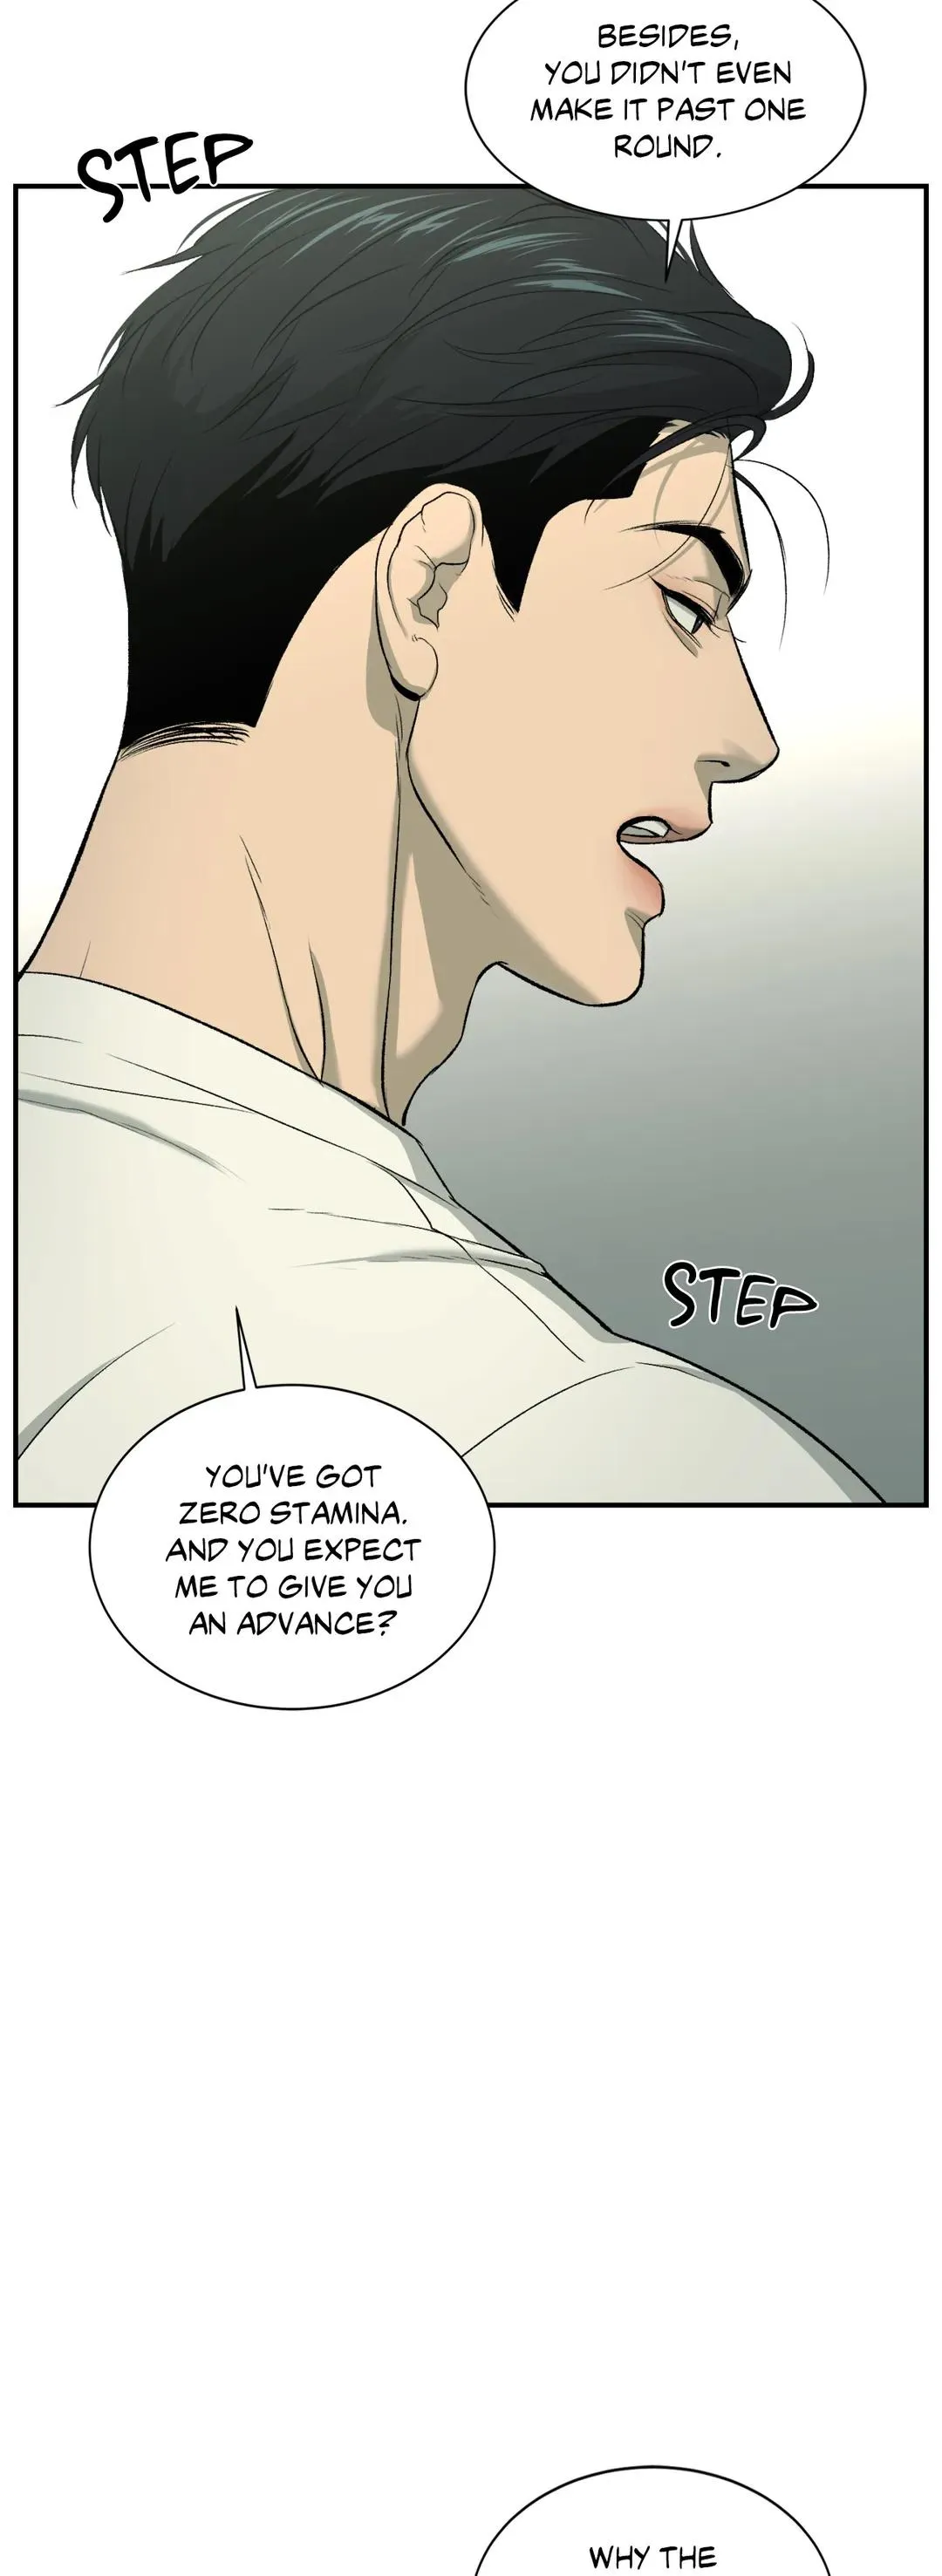 BESIDES,
YOU DIDN'T EVEN
MAKE IT PAST ONE
ROUND.
STEP
STEP
YOU'VE GOT
ZERO STAMINA.
AND YOU EXPECT
ME TO GIVE YOU
AN ADVANCE?
WHY THE